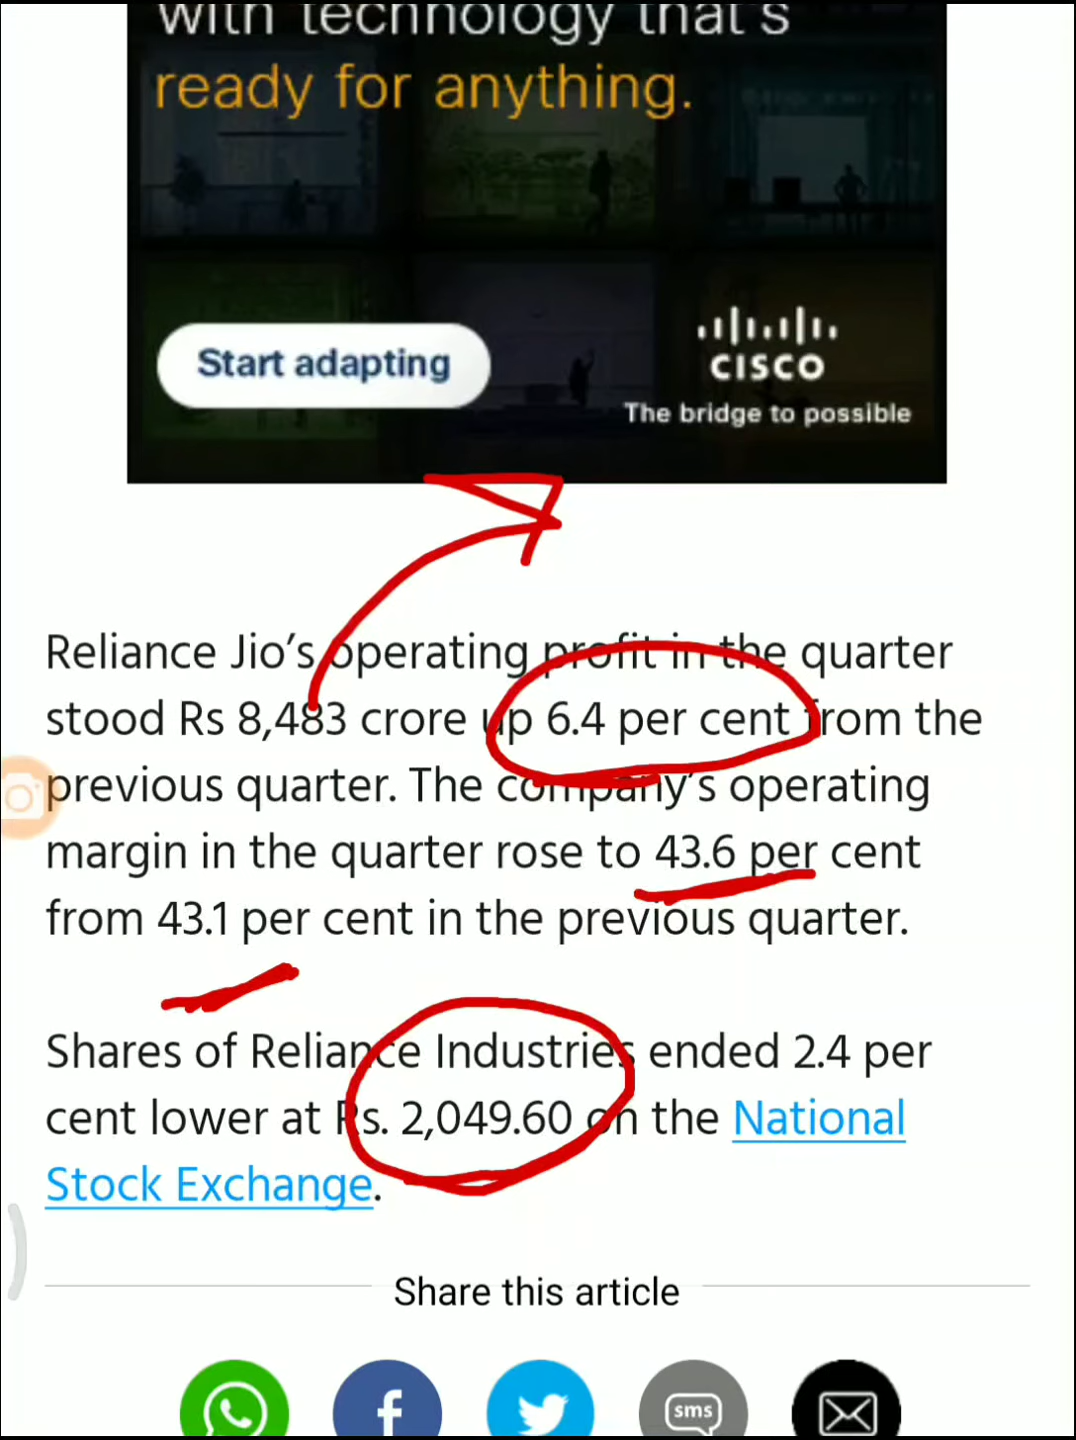 with technology that's
ready for anything.
Start adapting
CISCO
The bridge to possible
Reliance Jio's operating profit in the quarter
stood Rs 8,483 crore up 6.4 per cent from the
previous quarter. The company's operating
margin in the quarter rose to 43.6 per cent
from 43.1 per cent in the previous quarter.
Shares of Reliance Industries ended 2.4 per
cent lower at Rs. 2,049.60 on the National
Stock Exchange.
Share this article
sms